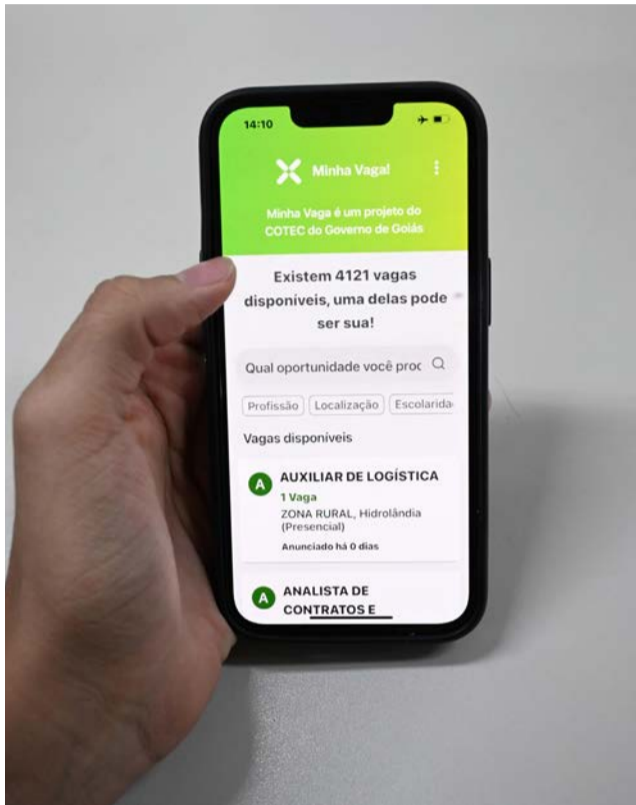 14:10
Minha Vaga!
Minha Vaga é um projeto do
COTEC do Governo de Goiás
Existem 4121 vagas
disponíveis, uma delas pode
ser sua!
Qual oportunidade você proc
Profissão Localização Escolarida
Vagas disponíveis
A AUXILIAR DE LOGÍSTICA
1 Vaga
ZONA RURAL, Hidrolândia
(Presencial)
Anunciado há 0 dias
A ANALISTA DE
CONTRATOS E